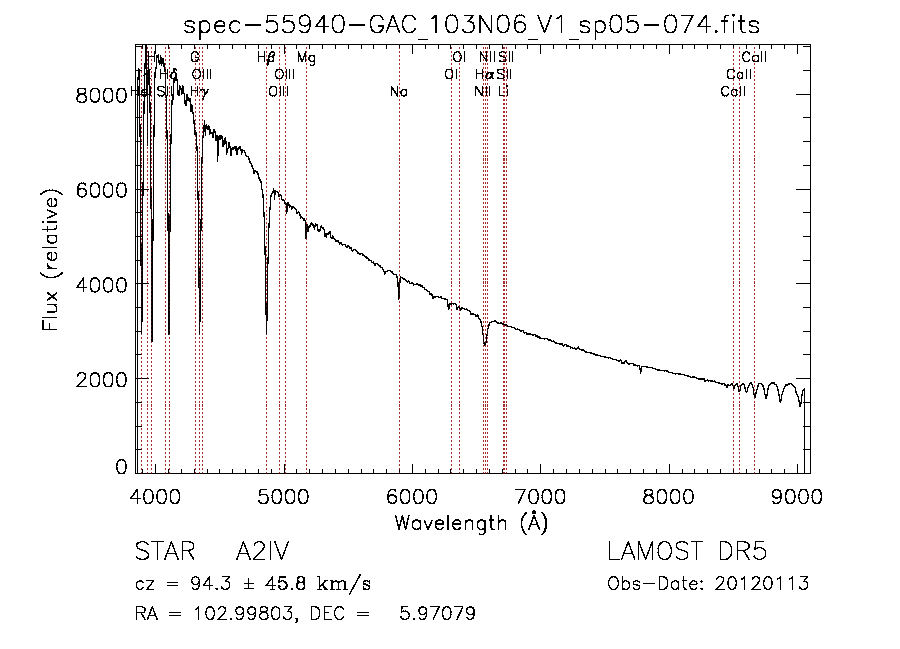 spec-55940-GAC_103N06_V1_sp05-074.fits
G Hβ Mg OI NII SII CaII
Hδ OIII OIII OI Hα SII CaII
Hγ OIII Na NII Li CaII
8000
6000
4000
2000
0
Flux (relative)
4000 5000 6000 7000 8000 9000
Wavelength (Å)
STAR A2IV LAMOST DR5
cz = 94.3 ± 45.8 km/s Obs-Date: 20120113
RA = 102.99803, DEC = 5.97079